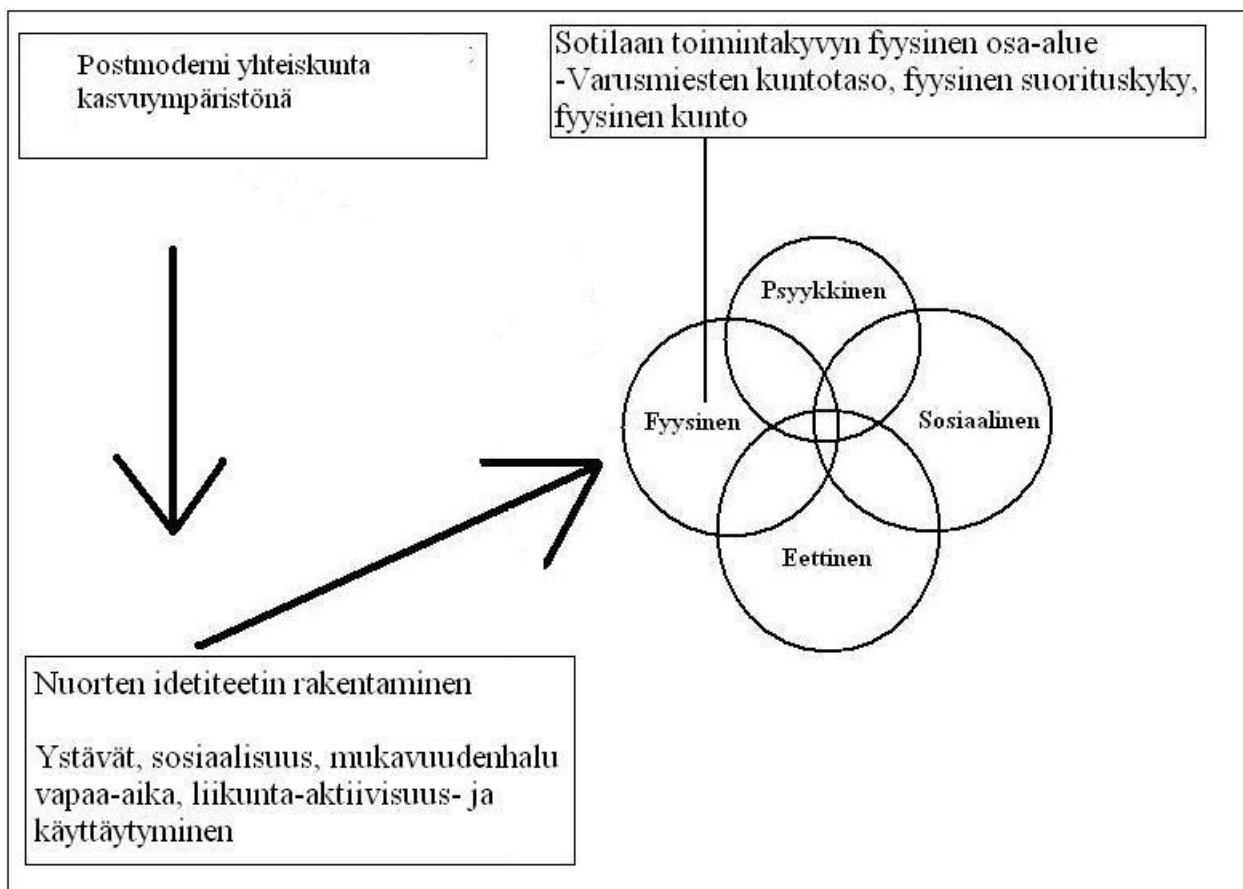 Postmoderni yhteiskunta
kasvuympäristönä
Sotilaan toimintakyvyn fyysinen osa-alue
-Varusmiesten kuntotaso, fyysinen suorituskyky,
fyysinen kunto
Psyykkinen
Fyysinen
Sosiaalinen
Eettinen
Nuorten idetiteetin rakentaminen
Ystävät, sosiaalisuus, mukavuudenhalu
vapaa-aika, liikunta-aktiivisuus- ja
käyttäytyminen